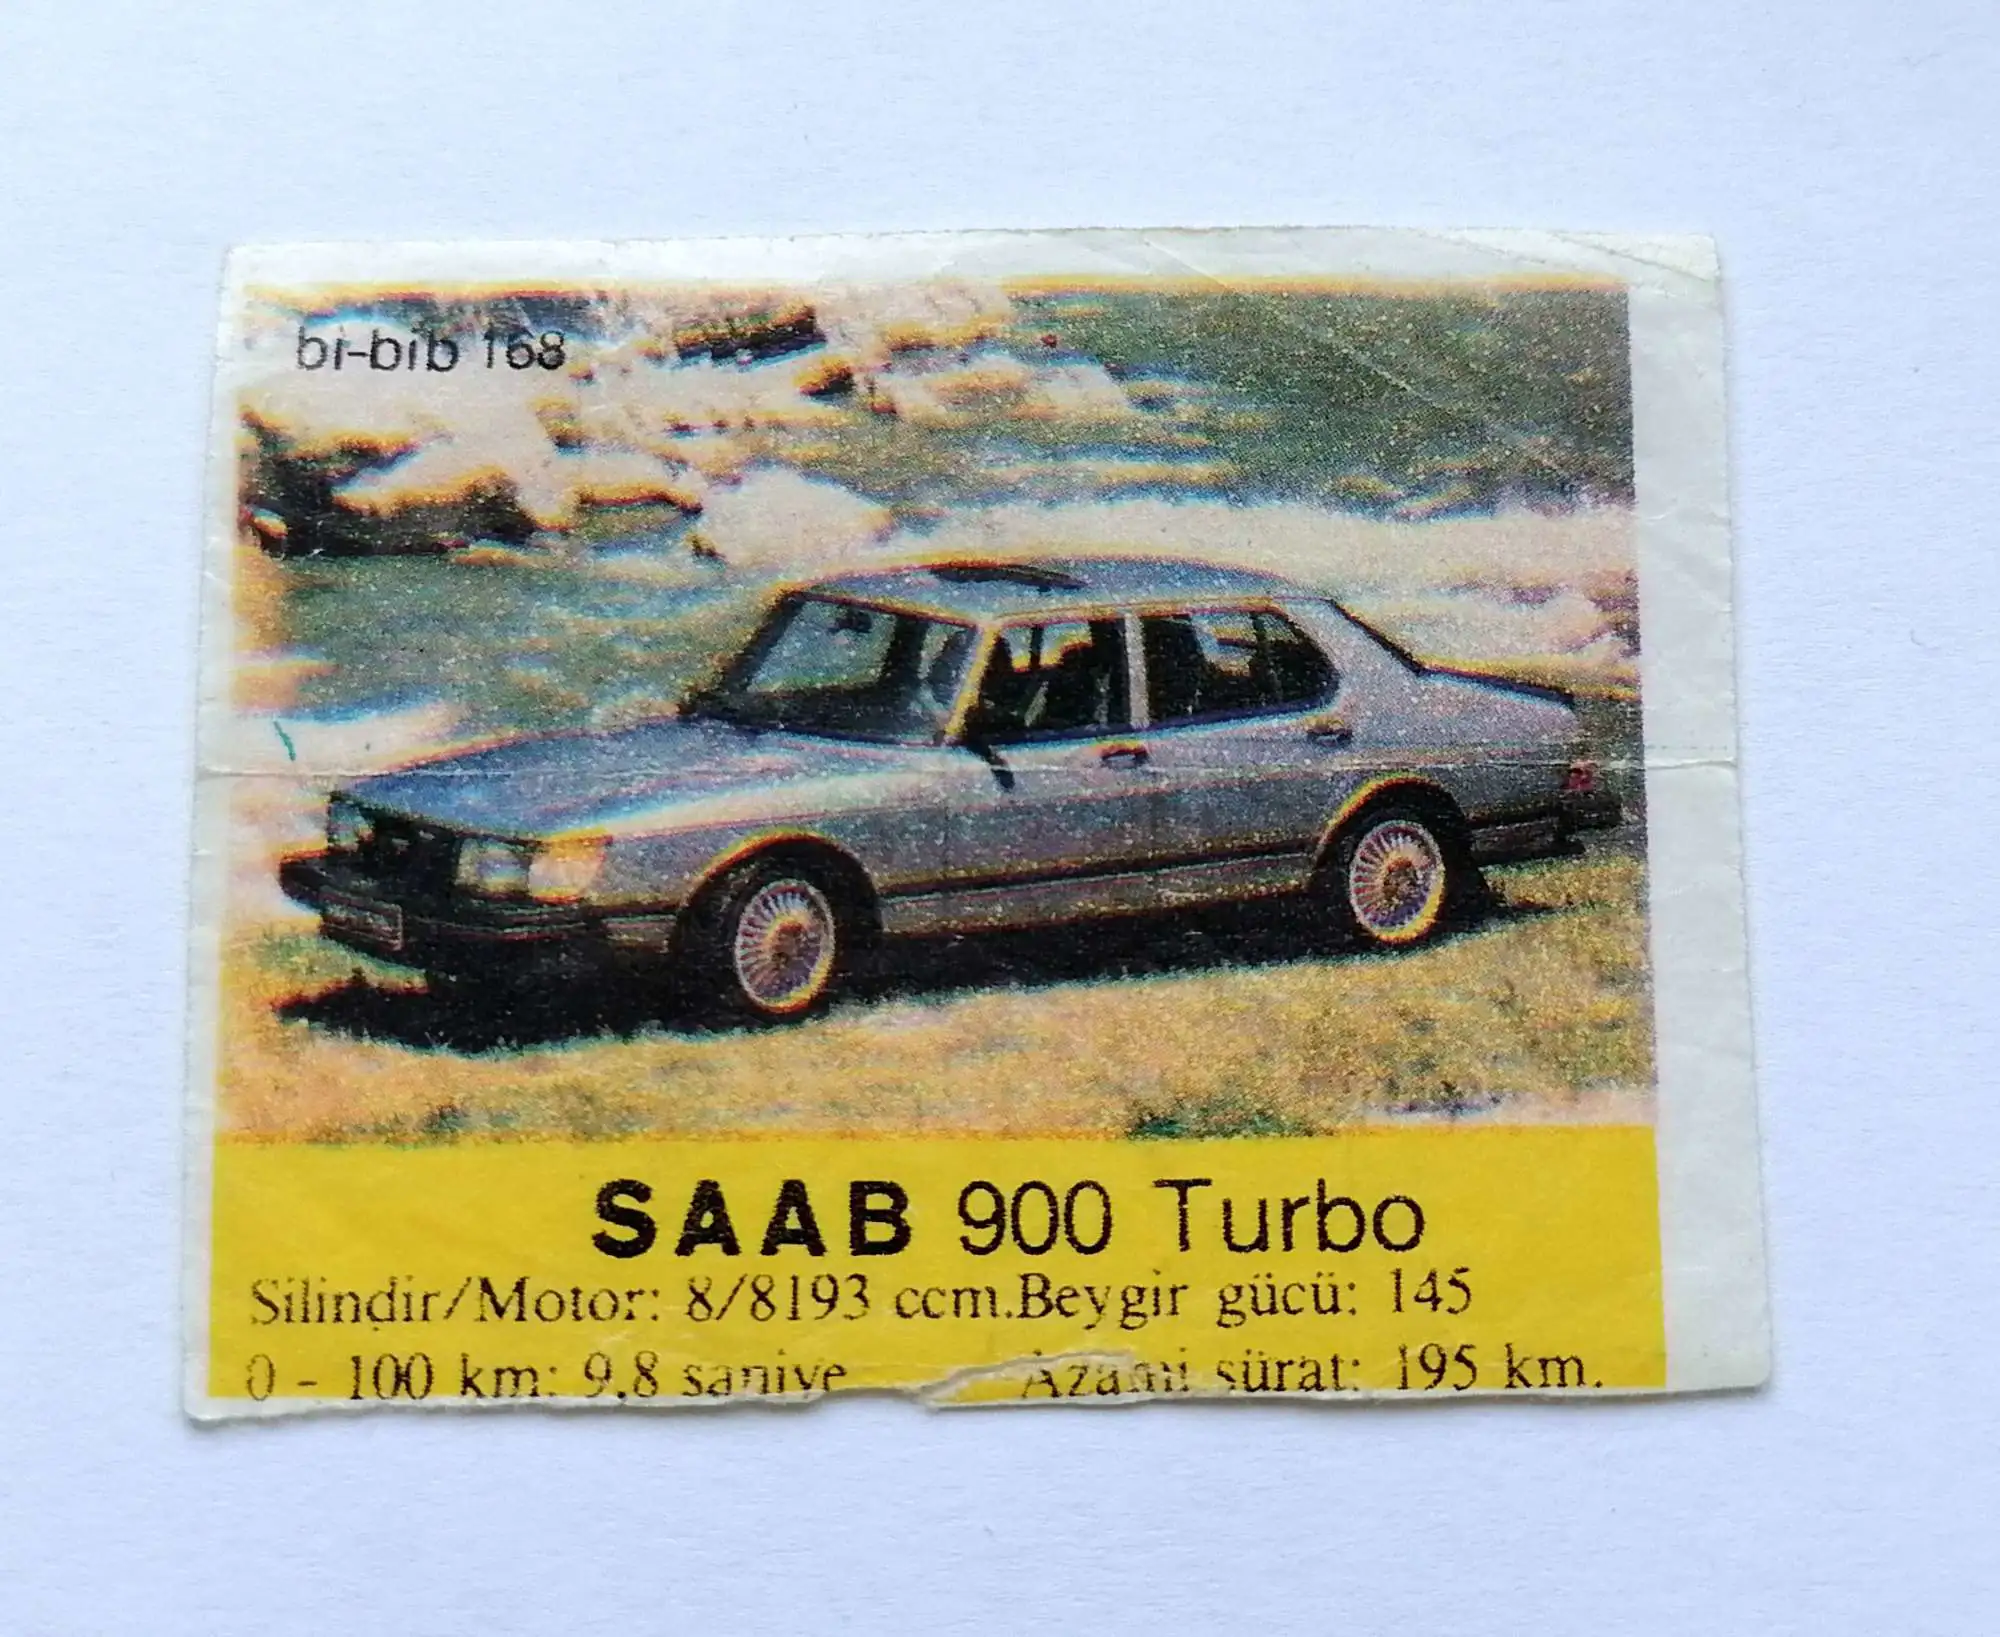 bi-bib 168
SAAB 900 Turbo
Silindir/Motor: 8/8193 ccm. Beygir gücü: 145
0 - 100 km: 9,8 saniye Azami sürat: 195 km.